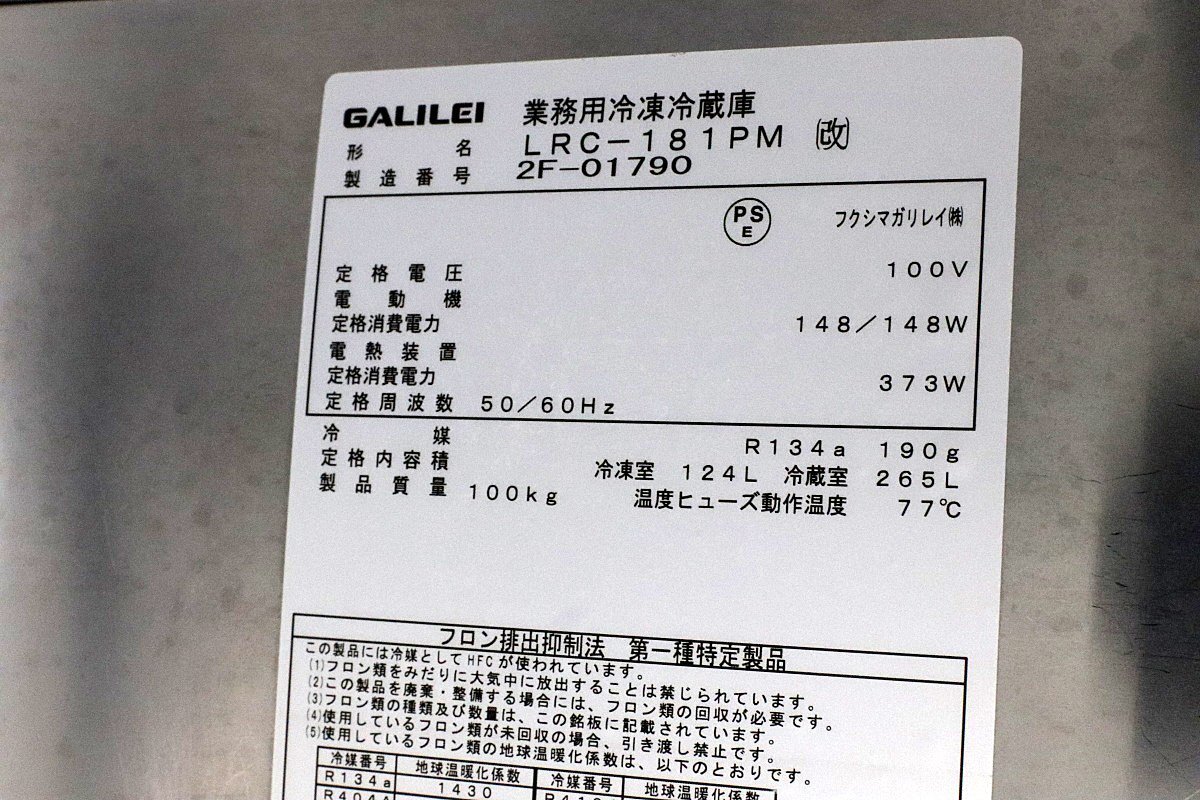 GALILEI 業務用冷凍冷蔵庫
形名 LRC-181PM ㊡
製造番号 2F-01790
PS E フクシマガリレイ㈱
定格電圧 100V
電動機
定格消費電力 148/148W
電熱装置
定格消費電力 373W
定格周波数 50/60Hz
冷媒 R134a 190g
定格内容積 冷凍室 124L 冷蔵室 265L
製品質量 100kg 温度ヒューズ動作温度 77℃
フロン排出抑制法 第一種特定製品
この製品には冷媒としてHFCが使われています。
(1)フロン類をみだりに大気中に放出することは禁じられています。
(2)この製品を廃棄・整備する場合には、フロン類の回収が必要です。
(3)フロン類の種類及び数量は、この銘板に記載されています。
(4)使用しているフロン類が未回収の場合、引き渡し禁止です。
(5)使用しているフロン類の地球温暖化係数は、以下のとおりです。
冷媒番号 地球温暖化係数 冷媒番号 地球温暖化係数
R134a 1430
R404A